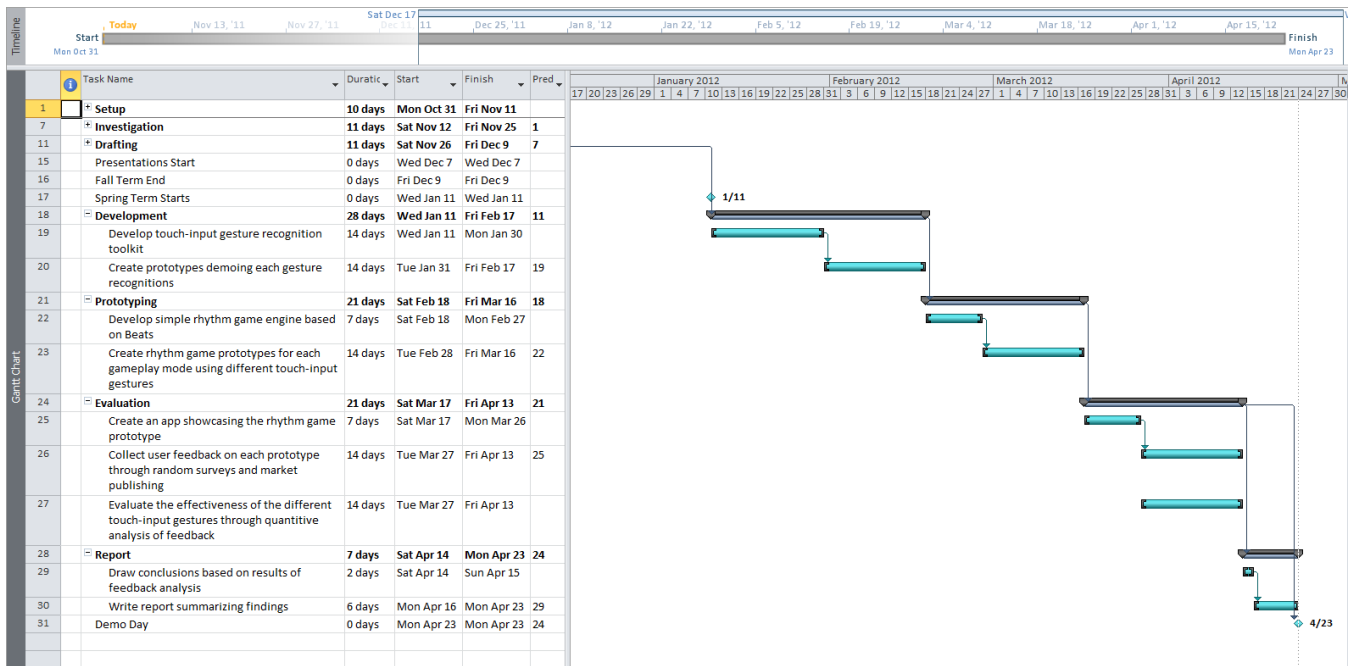 Timeline
Sat Dec 17
Today
Nov 13, '11
Nov 27, '11
Dec 11, '11
Dec 25, '11
Jan 8, '12
Jan 22, '12
Feb 5, '12
Feb 19, '12
Mar 4, '12
Mar 18, '12
Apr 1, '12
Apr 15, '12
Start
Mon Oct 31
Finish
Mon Apr 23
Gantt Chart
Task Name Duratic Start Finish Pred
January 2012 February 2012 March 2012 April 2012 M
17 20 23 26 29 1 4 7 10 13 16 19 22 25 28 31 3 6 9 12 15 18 21 24 27 1 4 7 10 13 16 19 22 25 28 31 3 6 9 12 15 18 21 24 27 30
1 Setup 10 days Mon Oct 31 Fri Nov 11
7 Investigation 11 days Sat Nov 12 Fri Nov 25 1
11 Drafting 11 days Sat Nov 26 Fri Dec 9 7
15 Presentations Start 0 days Wed Dec 7 Wed Dec 7
16 Fall Term End 0 days Fri Dec 9 Fri Dec 9
17 Spring Term Starts 0 days Wed Jan 11 Wed Jan 11
1/11
18 Development 28 days Wed Jan 11 Fri Feb 17 11
19 Develop touch-input gesture recognition 14 days Wed Jan 11 Mon Jan 30
toolkit
20 Create prototypes demoing each gesture 14 days Tue Jan 31 Fri Feb 17 19
recognitions
21 Prototyping 21 days Sat Feb 18 Fri Mar 16 18
22 Develop simple rhythm game engine based 7 days Sat Feb 18 Mon Feb 27
on Beats
23 Create rhythm game prototypes for each 14 days Tue Feb 28 Fri Mar 16 22
gameplay mode using different touch-input
gestures
24 Evaluation 21 days Sat Mar 17 Fri Apr 13 21
25 Create an app showcasing the rhythm game 7 days Sat Mar 17 Mon Mar 26
prototype
26 Collect user feedback on each prototype 14 days Tue Mar 27 Fri Apr 13 25
through random surveys and market
publishing
27 Evaluate the effectiveness of the different 14 days Tue Mar 27 Fri Apr 13
touch-input gestures through quantitive
analysis of feedback
28 Report 7 days Sat Apr 14 Mon Apr 23 24
29 Draw conclusions based on results of 2 days Sat Apr 14 Sun Apr 15
feedback analysis
30 Write report summarizing findings 6 days Mon Apr 16 Mon Apr 23 29
31 Demo Day 0 days Mon Apr 23 Mon Apr 23 24
4/23